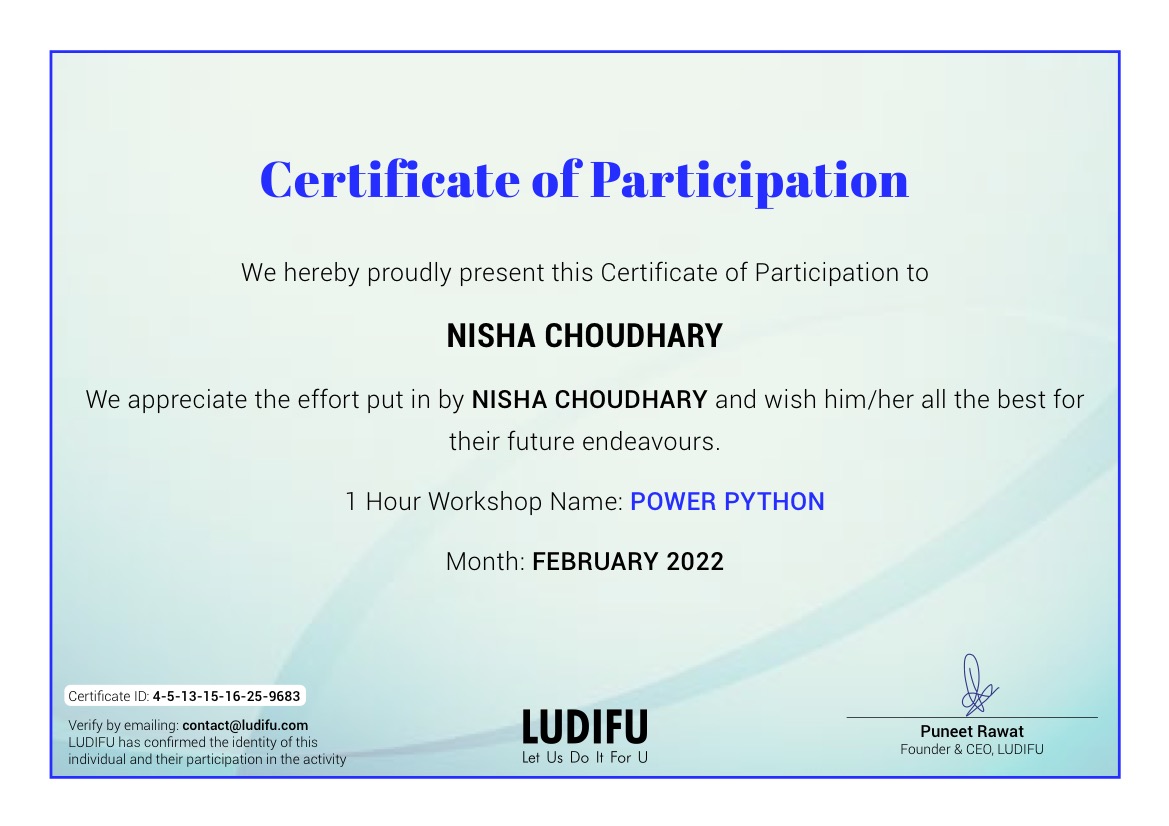 Certificate of Participation
We hereby proudly present this Certificate of Participation to
NISHA CHOUDHARY
We appreciate the effort put in by NISHA CHOUDHARY and wish him/her all the best for
their future endeavours.
1 Hour Workshop Name: POWER PYTHON
Month: FEBRUARY 2022
Certificate ID: 4-5-13-15-16-25-9683
Verify by emailing: contact@ludifu.com
LUDIFU has confirmed the identity of this
individual and their participation in the activity
LUDIFU
Let Us Do It For U
Puneet Rawat
Founder & CEO, LUDIFU